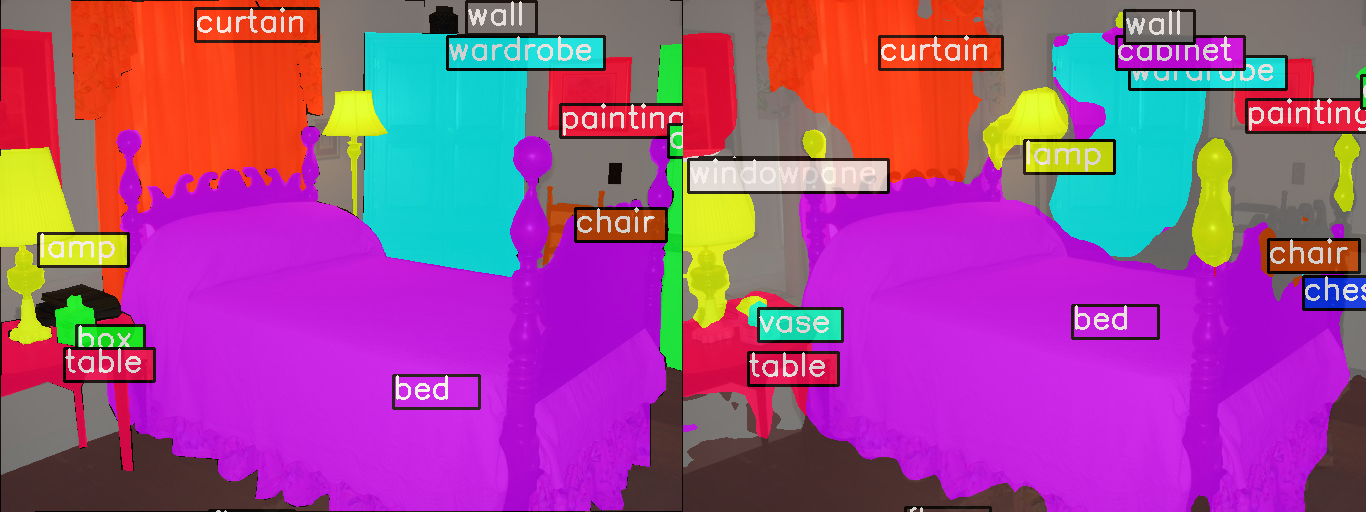 curtain
wall
wardrobe
painting
chair
lamp
box
table
bed
wall
curtain
cabinet
wardrobe
painting
lamp
windowpane
chair
vase
bed
table